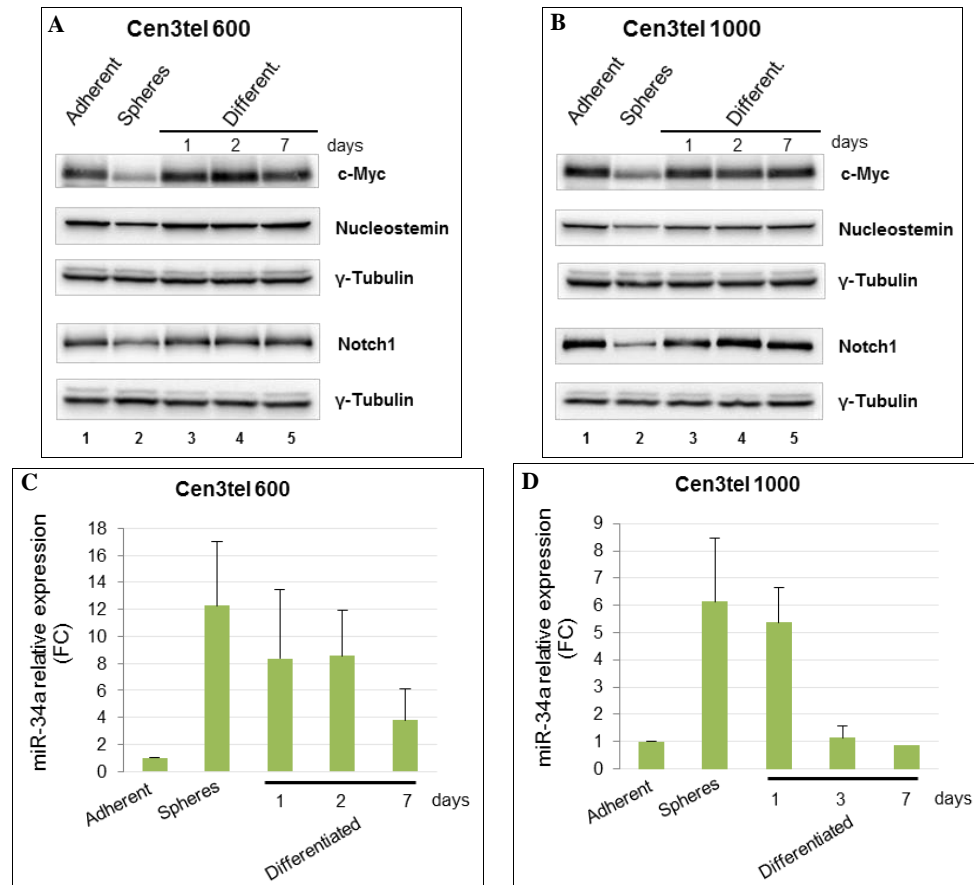 A
Cen3tel 600
Adherent
Spheres
Different.
1 2 7 days
c-Myc
Nucleostemin
γ-Tubulin
Notch1
γ-Tubulin
1 2 3 4 5
B
Cen3tel 1000
Adherent
Spheres
Different.
1 2 7 days
c-Myc
Nucleostemin
γ-Tubulin
Notch1
γ-Tubulin
1 2 3 4 5
C
Cen3tel 600
miR-34a relative expression
(FC)
18
16
14
12
10
8
6
4
2
0
Adherent
Spheres
1 2 7 days
Differentiated
D
Cen3tel 1000
miR-34a relative expression
(FC)
9
8
7
6
5
4
3
2
1
0
Adherent
Spheres
1 3 7 days
Differentiated